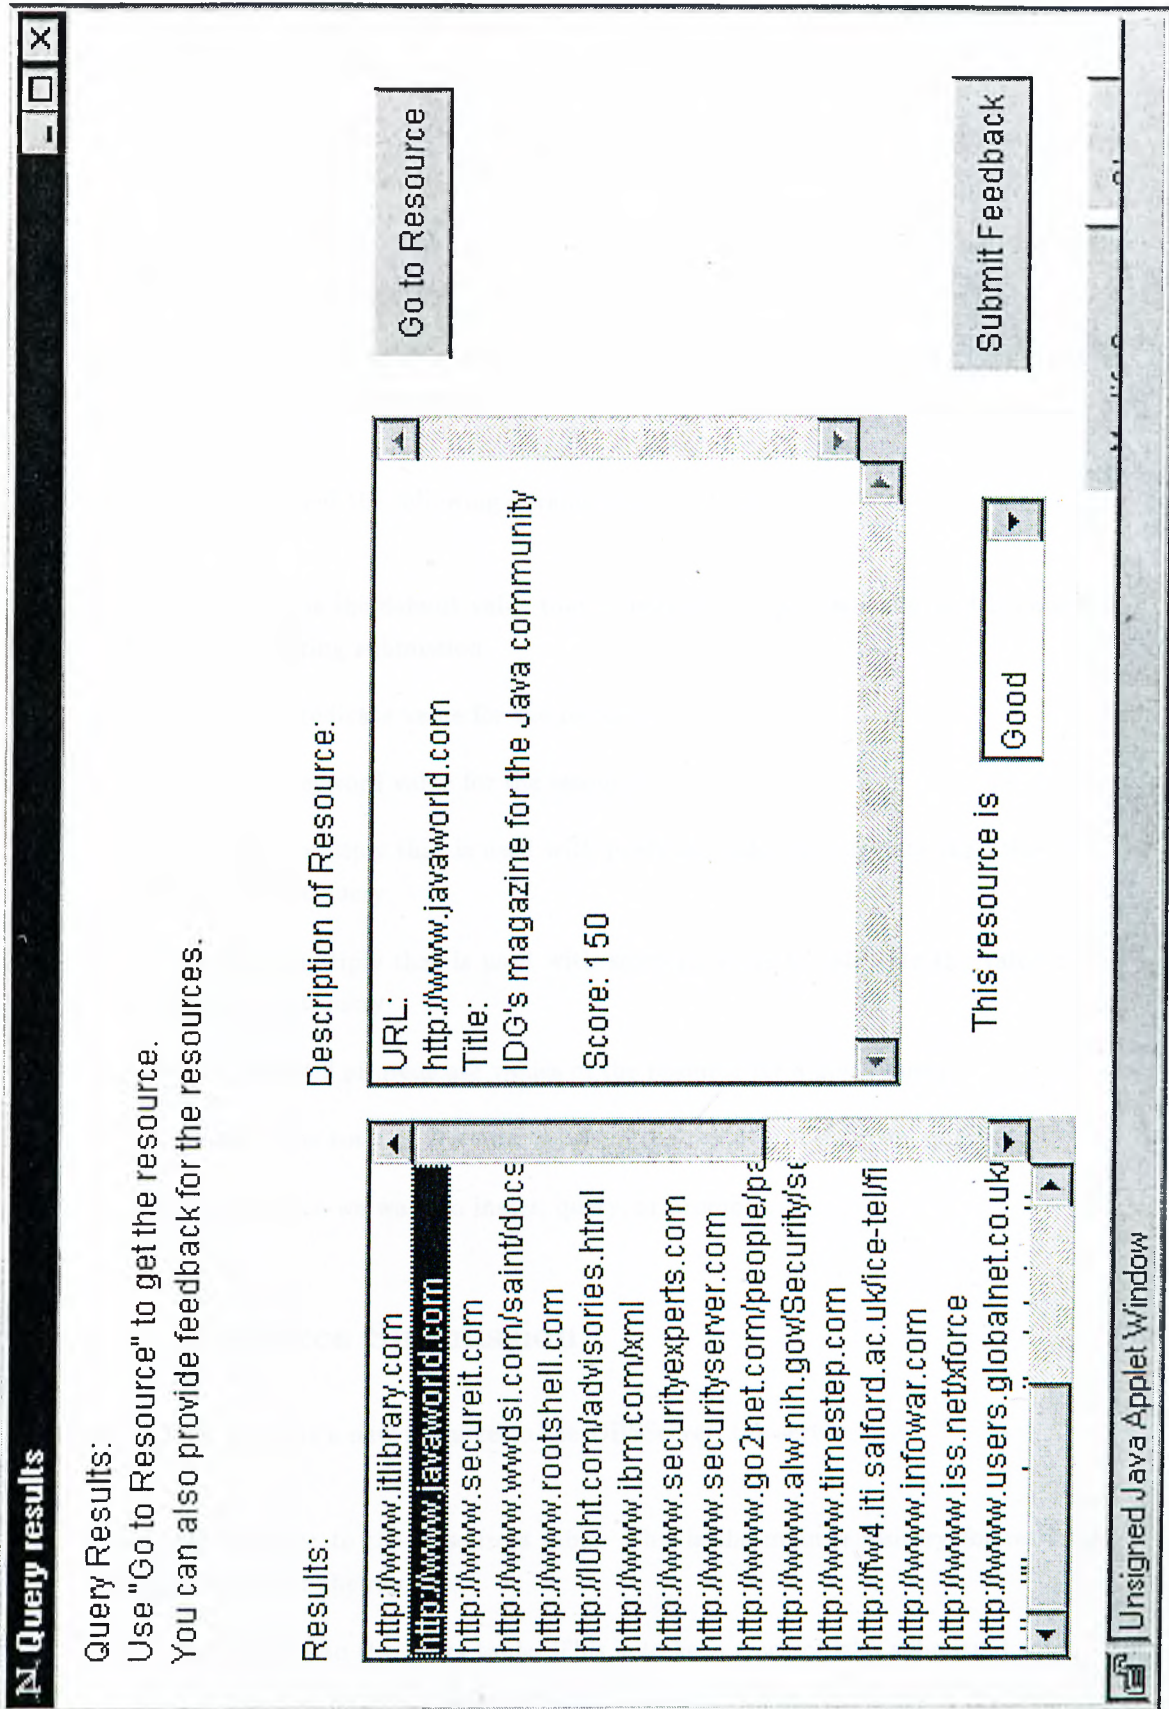 Query results
Query Results:
Use "Go to Resource" to get the resource.
You can also provide feedback for the resources.
Results:
http://www.itlibrary.com
http://www.javaworld.com
http://www.secureit.com
http://www.wwdsi.com/saint/docs
http://www.rootshell.com
http://l0pht.com/advisories.html
http://www.ibm.com/xml
http://www.securityexperts.com
http://www.securityserver.com
http://www.go2net.com/people/pa
http://www.alw.nih.gov/Security/se
http://www.timestep.com
http://fw4.iti.salford.ac.uk/ice-tel/fi
http://www.infowar.com
http://www.iss.net/xforce
http://www.users.globalnet.co.uk/
Description of Resource:
URL:
http://www.javaworld.com
Title:
IDG's magazine for the Java community
Score: 150
Go to Resource
This resource is
Good
Submit Feedback
Unsigned Java Applet Window